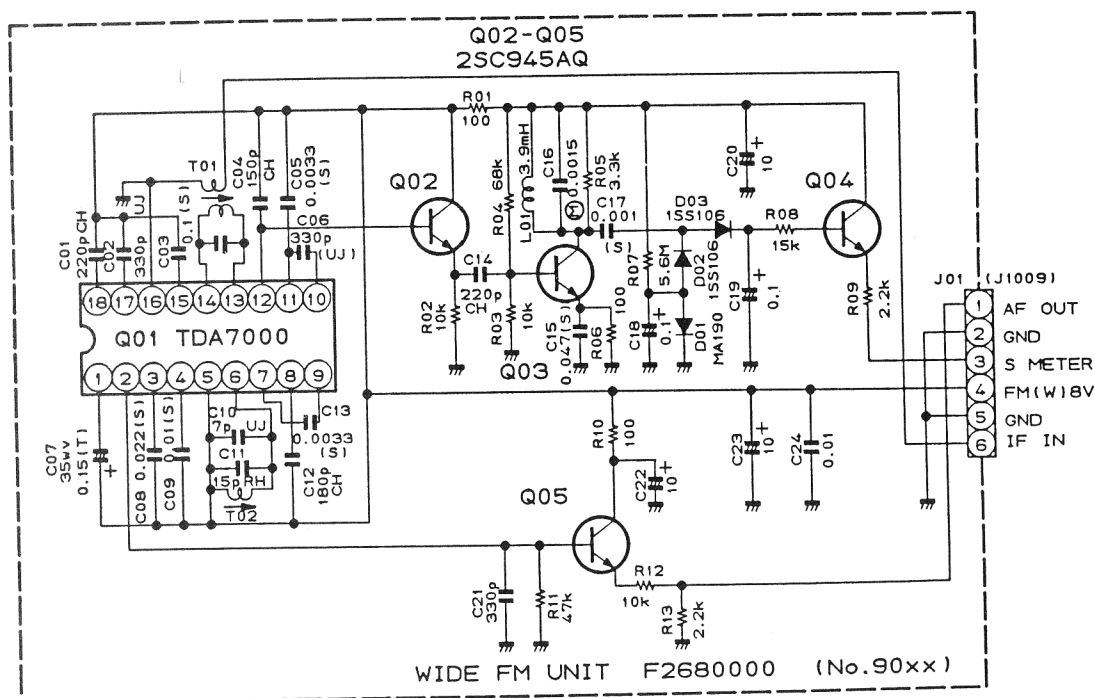 Q02-Q05
2SC945AQ
R01
100
T01
C04
150p
CH
C05
0.0033
(S)
R04 68k
L01 3.9mH
C16
M 0.0015
R05
3.3k
C20
10
+
Q02
Q04
C01
220pCH
C02
330p
UJ
C03
0.1(S)
C06
330p
(UJ)
C17
0.001
(S)
D03
1SS106
R08
15k
C14
220p
CH
R07
5.6M
D02
1SS106
R09
2.2k
J01 (J1009)
18 17 16 15 14 13 12 11 10
Q01 TDA7000
1 2 3 4 5 6 7 8 9
R02
10k
R03
10k
C15
0.047(S)
R06
100
C18
0.1
+
D01
MA190
C19
0.1
+
Q03
1 AF OUT
2 GND
3 S METER
4 FM(W)8V
5 GND
6 IF IN
C07
35wv
0.15(T)
+
C08 0.022(S)
C09 0.01(S)
C10
7p UJ
C11
15p RH
T02
C12
180p
CH
C13
0.0033
(S)
R10
100
C22
10
+
C23
10
+
C24
0.01
Q05
C21
330p
R11
47k
R12
10k
R13
2.2k
WIDE FM UNIT F2680000 (No.90xx)